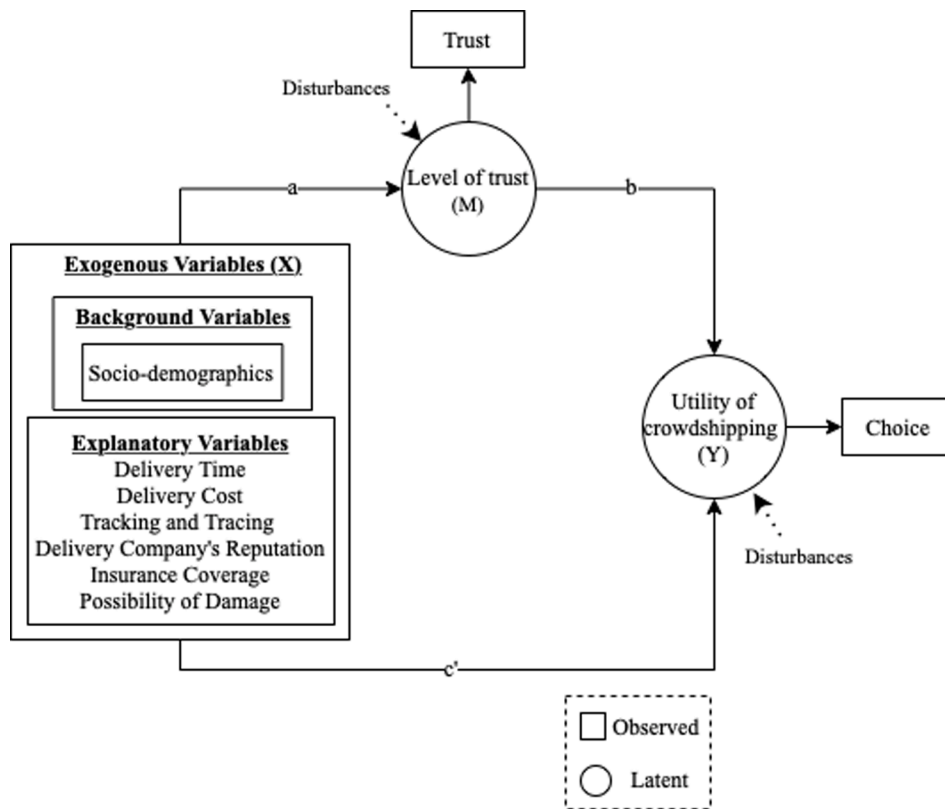 Trust
Disturbances
Level of trust
(M)
a
b
Exogenous Variables (X)
Background Variables
Socio-demographics
Explanatory Variables
Delivery Time
Delivery Cost
Tracking and Tracing
Delivery Company's Reputation
Insurance Coverage
Possibility of Damage
Utility of
crowdshipping
(Y)
Choice
Disturbances
c'
Observed
Latent